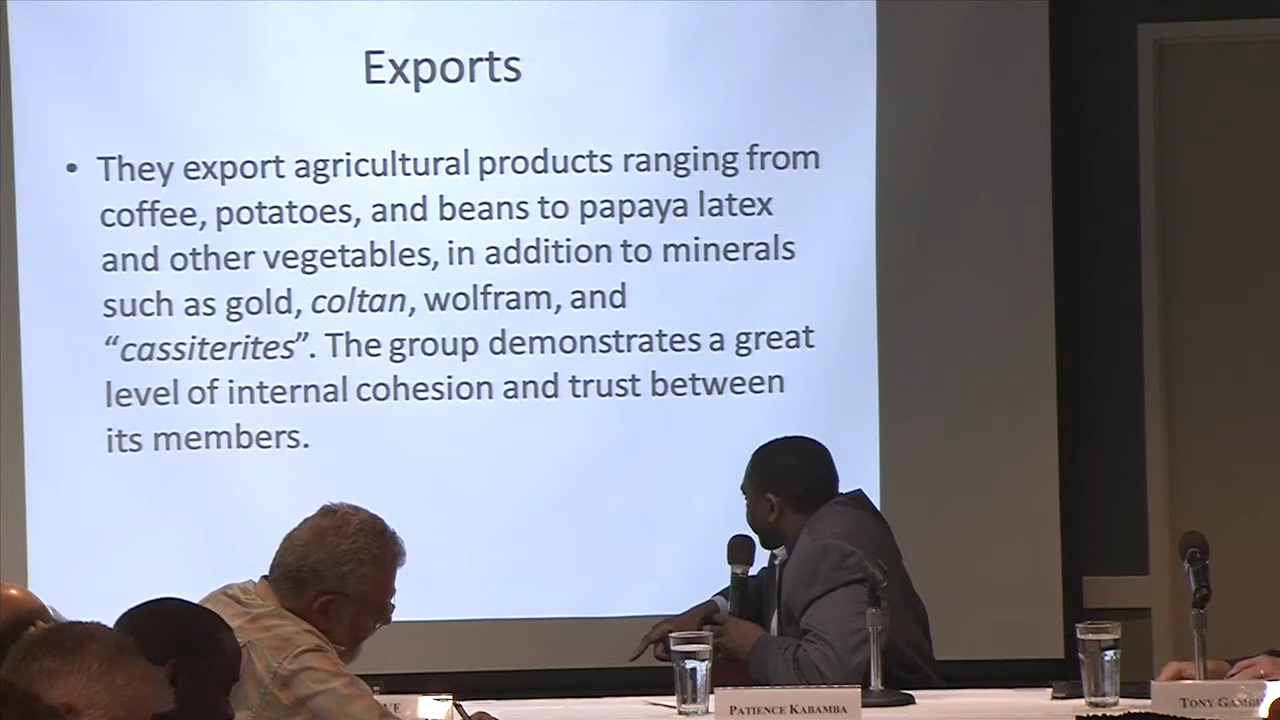 Exports
• They export agricultural products ranging from
coffee, potatoes, and beans to papaya latex
and other vegetables, in addition to minerals
such as gold, coltan, wolfram, and
“cassiterites”. The group demonstrates a great
level of internal cohesion and trust between
its members.
PATIENCE KABAMBA
TONY